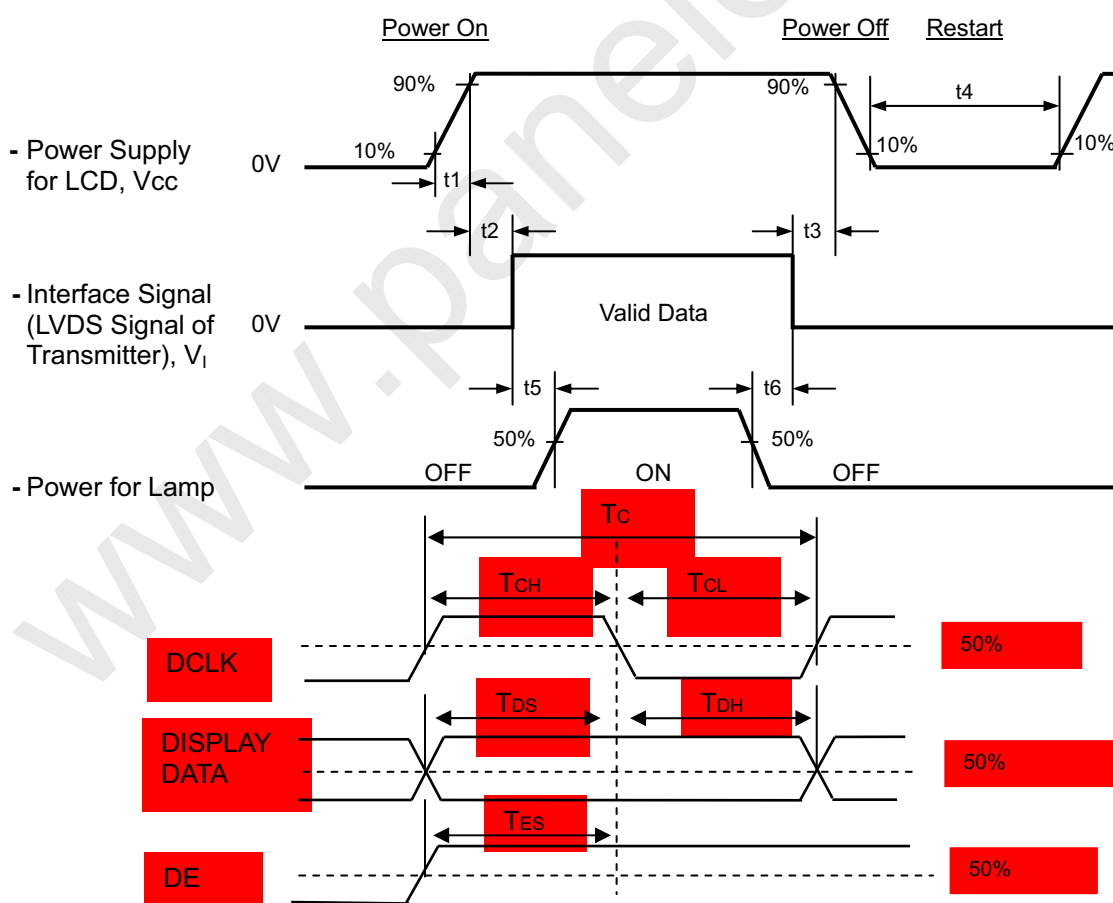 Power On
Power Off
Restart
90%
90%
t4
- Power Supply
for LCD, Vcc
0V
10%
10%
10%
t1
t2
t3
- Interface Signal
(LVDS Signal of
Transmitter), VI
0V
Valid Data
t5
t6
50%
50%
- Power for Lamp
OFF
ON
OFF
TC
TCH
TCL
DCLK
50%
TDS
TDH
DISPLAY
DATA
50%
TES
DE
50%
www.panel